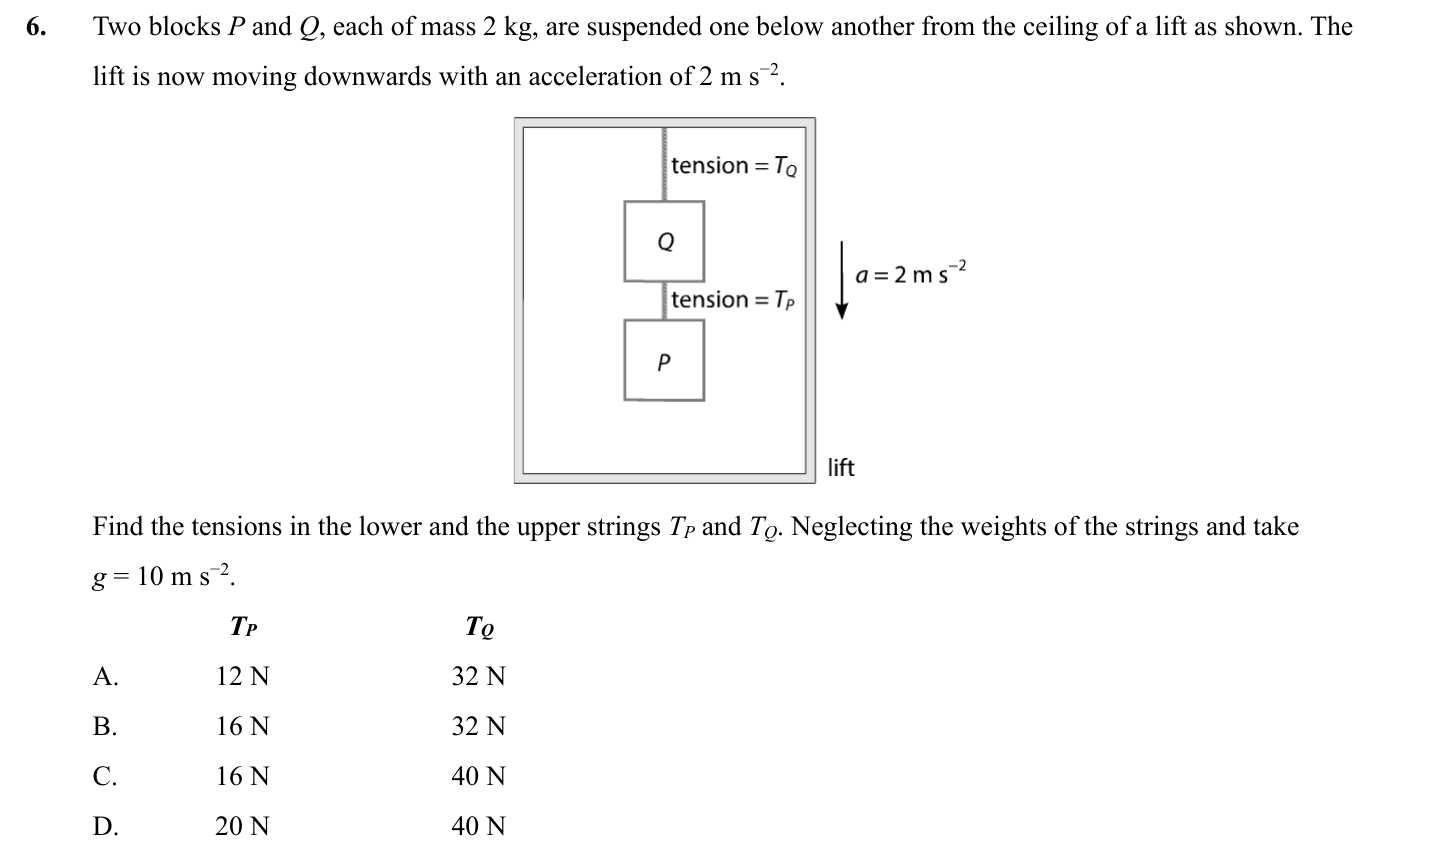 6. Two blocks P and Q, each of mass 2 kg, are suspended one below another from the ceiling of a lift as shown. The
lift is now moving downwards with an acceleration of 2 m s⁻².
tension = T_Q
Q
a = 2 m s⁻²
tension = T_P
P
lift
Find the tensions in the lower and the upper strings T_P and T_Q. Neglecting the weights of the strings and take
g = 10 m s⁻².
T_P T_Q
A. 12 N 32 N
B. 16 N 32 N
C. 16 N 40 N
D. 20 N 40 N